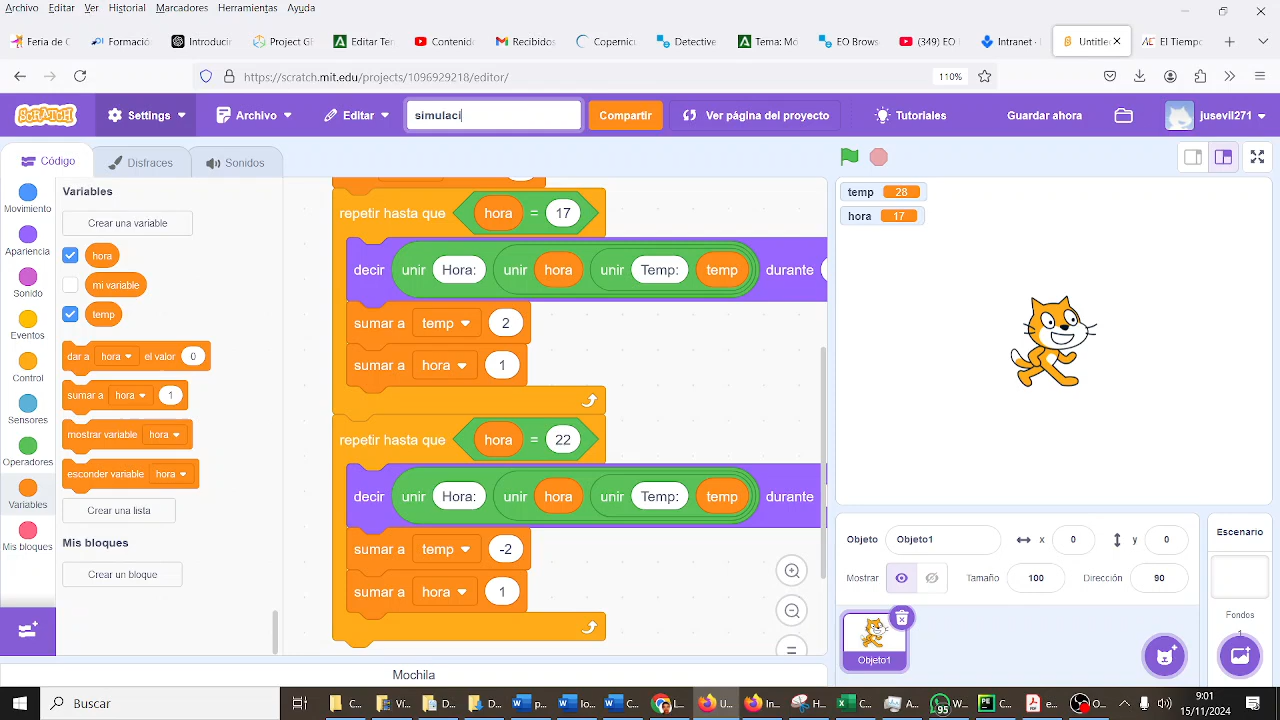 Archivo Editar Ver Historial Marcadores Herramientas Ayuda
Feria de C Formación Introducir Project GF Editar Ter Contenido Recibidos Copernic Detective Tema Mo EO Brows (349) EO Intranet - Untitled El Tiempo
https://scratch.mit.edu/projects/1096929218/editor/ 110%
SCRATCH Settings Archivo Editar simulaci Compartir Ver página del proyecto Tutoriales Guardar ahora jusevil271
Código Disfraces Sonidos
Movimiento
Apariencia
Sonido
Eventos
Control
Sensores
Operadores
Variables
Mis bloques
Variables
Crear una variable
hora
mi variable
temp
dar a hora el valor 0
sumar a hora 1
mostrar variable hora
esconder variable hora
Crear una lista
Mis bloques
Crear un bloque
repetir hasta que hora = 17
decir unir Hora: unir hora unir Temp: temp durante
sumar a temp 2
sumar a hora 1
repetir hasta que hora = 22
decir unir Hora: unir hora unir Temp: temp durante
sumar a temp -2
sumar a hora 1
temp 28
hora 17
Objeto Objeto1 x 0 y 0
Mostrar Tamaño 100 Dirección 90
Objeto1
Escenario
Fondos
1
Mochila
Buscar
95
9:01
15/11/2024